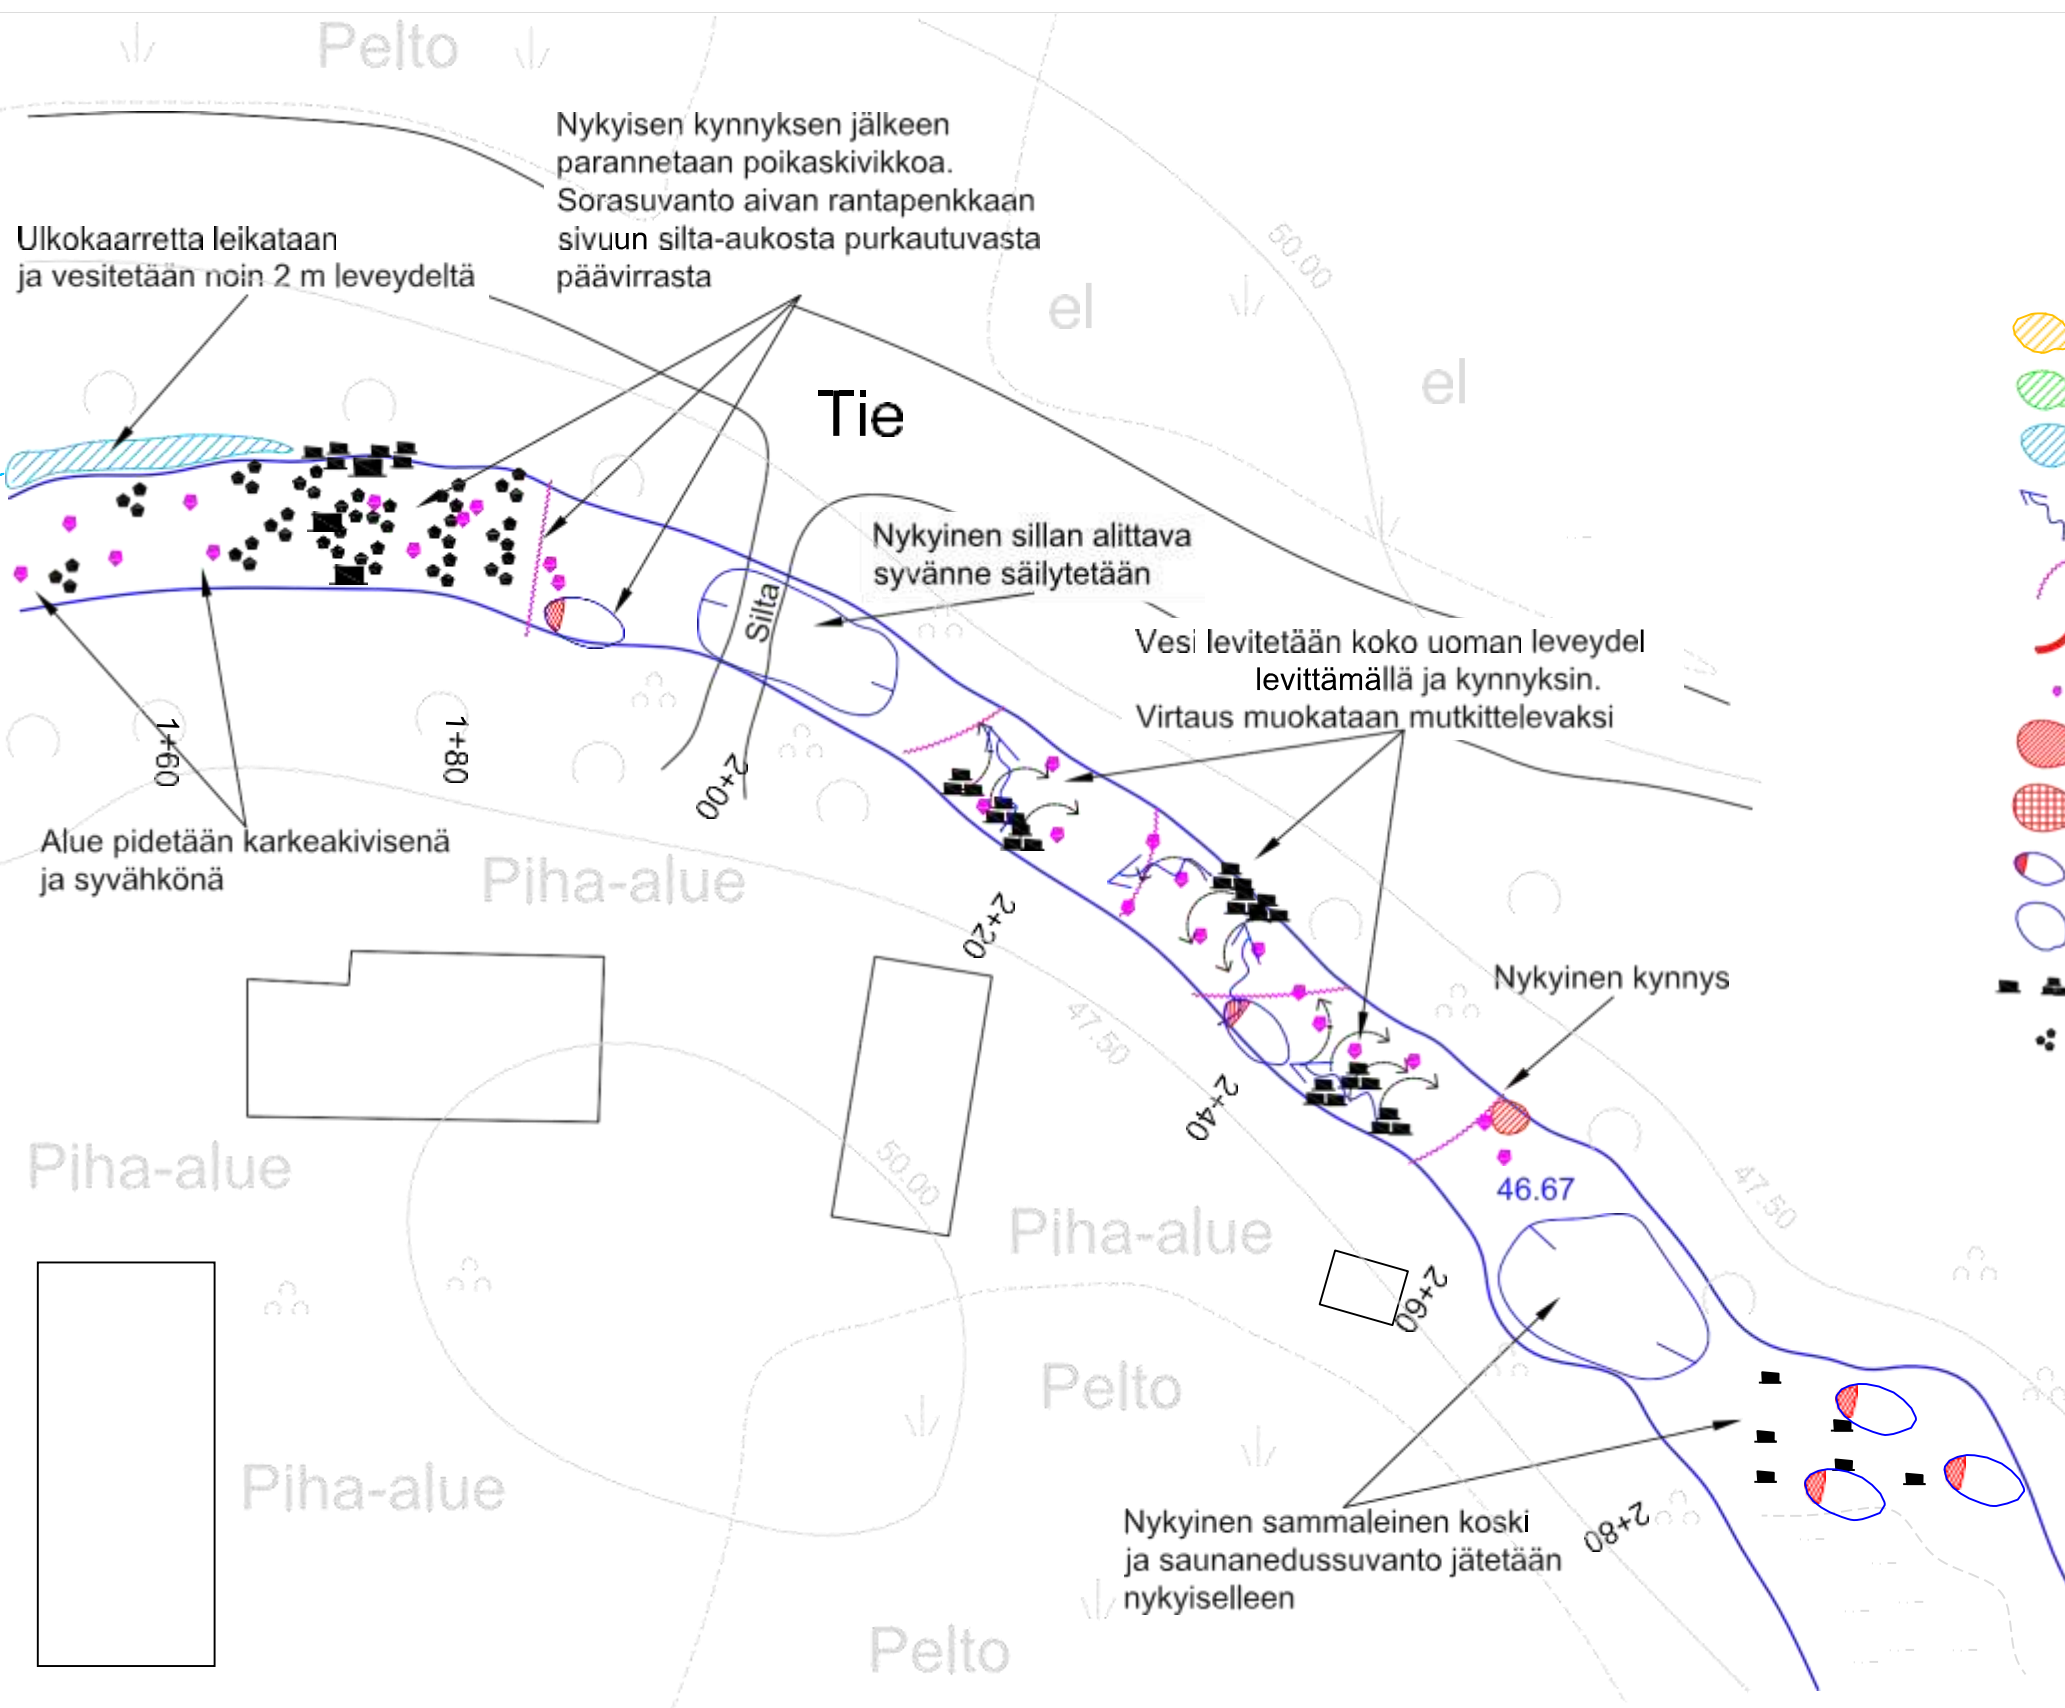 Pelto
Nykyisen kynnyksen jälkeen
parannetaan poikaskivikkoa.
Sorasuvanto aivan rantapenkkaan
sivuun silta-aukosta purkautuvasta
päävirrasta
Ulkokaarretta leikataan
ja vesitetään noin 2 m leveydeltä
50.00
el
el
Tie
Nykyinen sillan alittava
syvänne säilytetään
Silta
Vesi levitetään koko uoman leveydel
levittämällä ja kynnyksin.
Virtaus muokataan mutkittelevaksi
1+60
1+80
2+00
Alue pidetään karkeakivisenä
ja syvähkönä
Piha-alue
2+20
Nykyinen kynnys
47.50
2+40
Piha-alue
50.00
46.67
47.50
Piha-alue
2+60
Pelto
Piha-alue
Nykyinen sammaleinen koski
ja saunanedussuvanto jätetään
nykyiselleen
2+80
Pelto